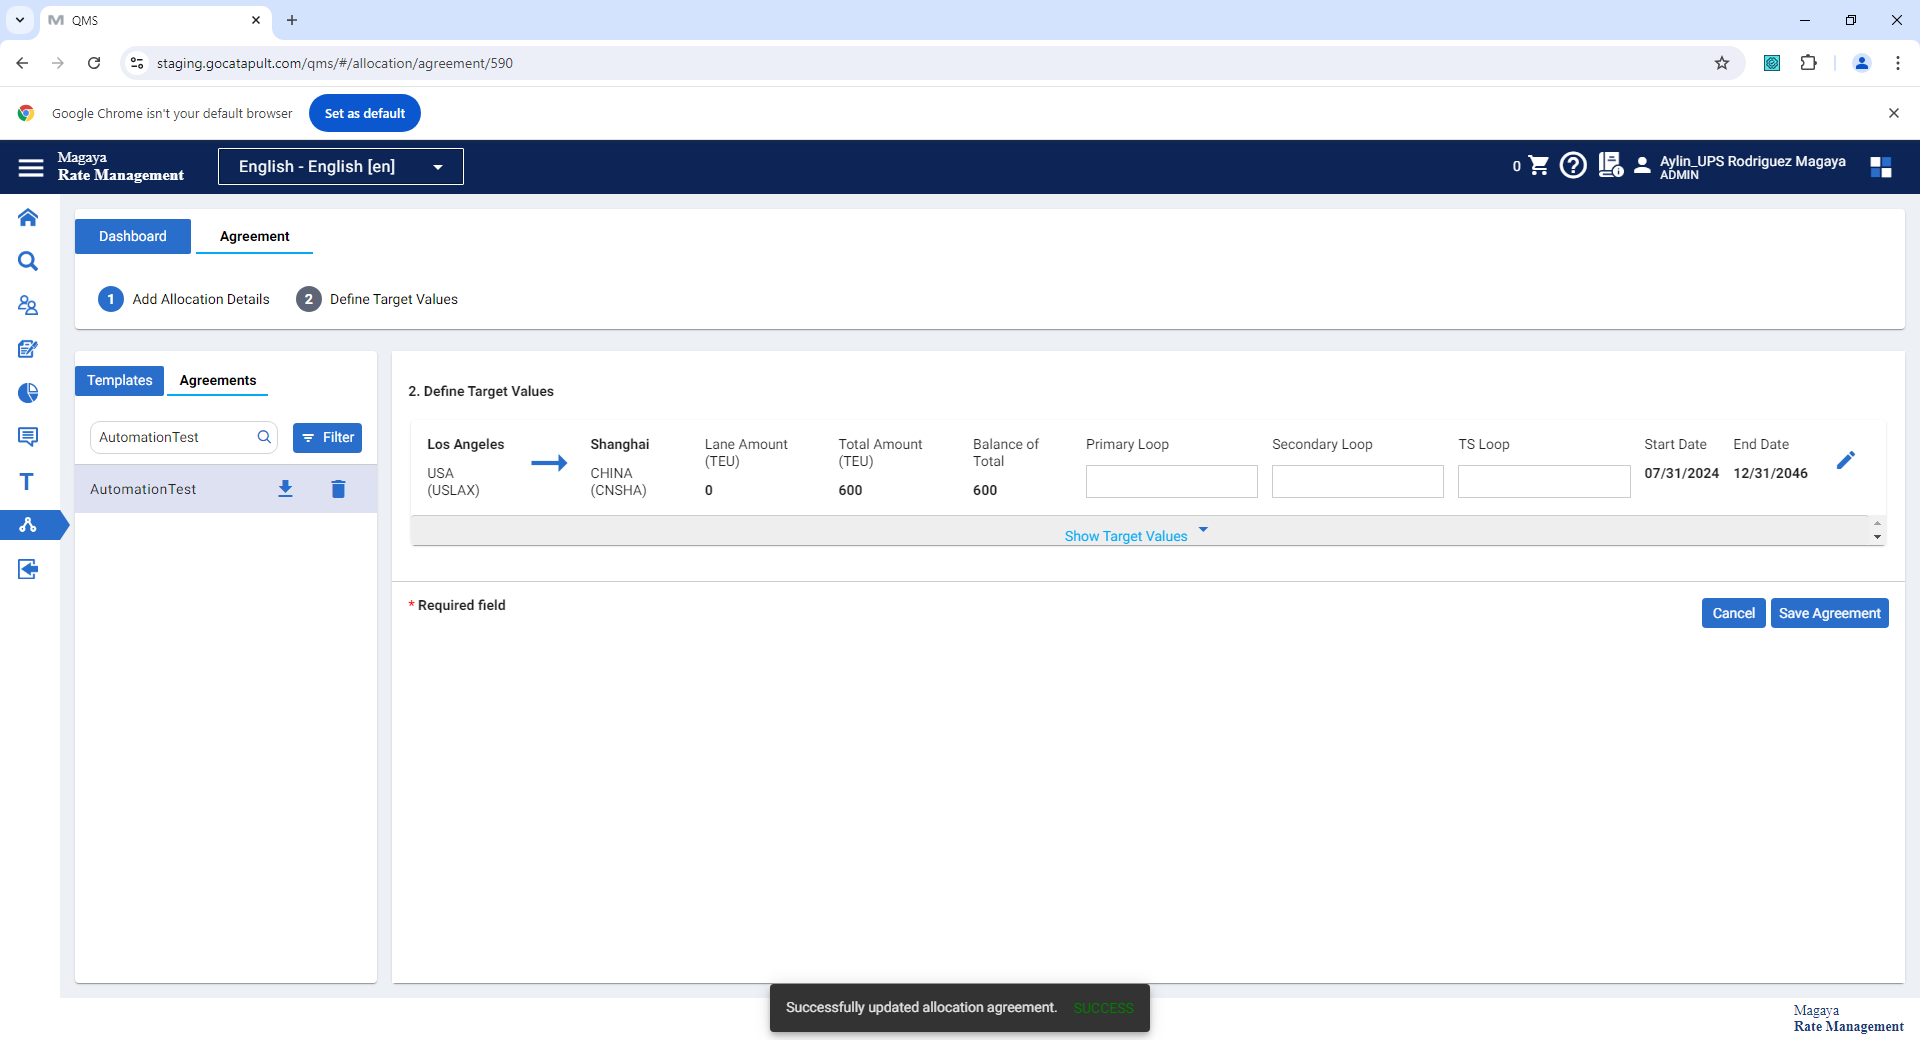 QMS
staging.gocatapult.com/qms/#/allocation/agreement/590
Google Chrome isn't your default browser
Set as default
Magaya
Rate Management
English - English [en]
0
Aylin_UPS Rodriguez Magaya
ADMIN
Dashboard
Agreement
1 Add Allocation Details
2 Define Target Values
Templates
Agreements
AutomationTest
Filter
AutomationTest
T
2. Define Target Values
Los Angeles
USA
(USLAX)
Shanghai
CHINA
(CNSHA)
Lane Amount
(TEU)
0
Total Amount
(TEU)
600
Balance of
Total
600
Primary Loop
Secondary Loop
TS Loop
Start Date
07/31/2024
End Date
12/31/2046
Show Target Values
* Required field
Cancel
Save Agreement
Successfully updated allocation agreement. SUCCESS
Magaya
Rate Management